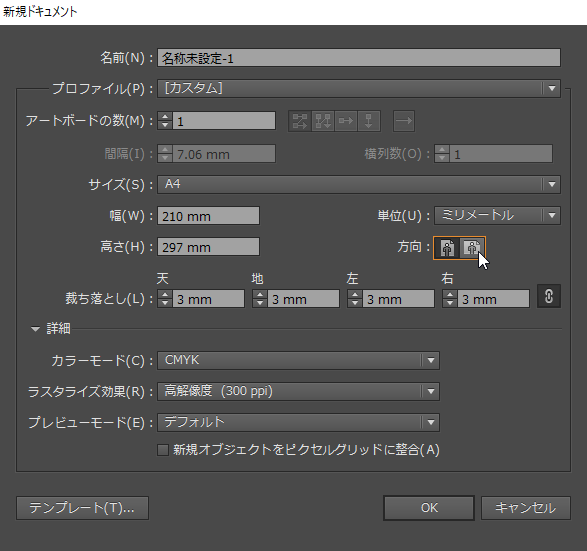 新規ドキュメント
名前(N)：名称未設定-1
プロファイル(P)：[カスタム]
アートボードの数(M)：1
間隔(I)：7.06 mm 横列数(O)：1
サイズ(S)：A4
幅(W)：210 mm 単位(U)：ミリメートル
高さ(H)：297 mm 方向：
天 地 左 右
裁ち落とし(L)：3 mm 3 mm 3 mm 3 mm
詳細
カラーモード(C)：CMYK
ラスタライズ効果(R)：高解像度 (300 ppi)
プレビューモード(E)：デフォルト
新規オブジェクトをピクセルグリッドに整合(A)
テンプレート(T)... OK キャンセル